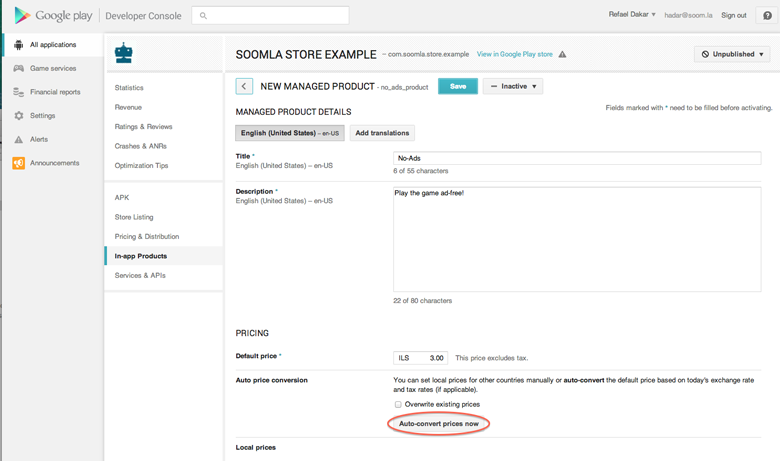 Google play | Developer Console
Refael Dakar
hadar@soom.la
Sign out
All applications
Game services
Financial reports
Settings
Alerts
Announcements
Statistics
Revenue
Ratings & Reviews
Crashes & ANRs
Optimization Tips
APK
Store Listing
Pricing & Distribution
In-app Products
Services & APIs
SOOMLA STORE EXAMPLE – com.soomla.store.example View in Google Play store
Unpublished
NEW MANAGED PRODUCT - no_ads_product
Save
Inactive
MANAGED PRODUCT DETAILS
Fields marked with * need to be filled before activating.
English (United States) – en-US
Add translations
Title *
English (United States) – en-US
No-Ads
6 of 55 characters
Description *
English (United States) – en-US
Play the game ad-free!
22 of 80 characters
PRICING
Default price *
ILS 3.00
This price excludes tax.
Auto price conversion
You can set local prices for other countries manually or auto-convert the default price based on today's exchange rate
and tax rates (if applicable).
Overwrite existing prices
Auto-convert prices now
Local prices